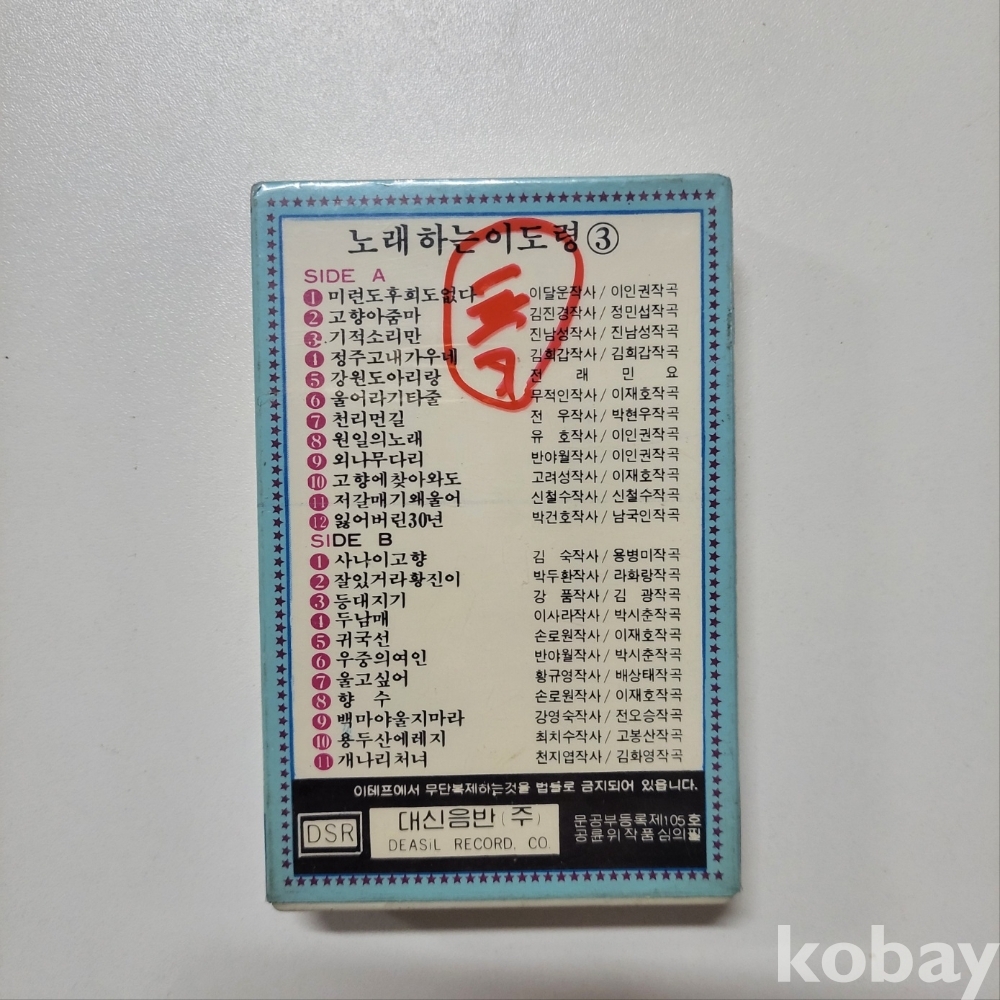 노래하는이도령③
SIDE A
1 미련도후회도없다 이달운작사/이인권작곡
2 고향아줌마 김진경작사/정민섭작곡
3 기적소리만 진남성작사/진남성작곡
4 정주고내가우네 김희갑작사/김희갑작곡
5 강원도아리랑 전래민요
6 울어라기타줄 무적인작사/이재호작곡
7 천리먼길 전 우작사/박현우작곡
8 원일의노래 유 호작사/이인권작곡
9 외나무다리 반야월작사/이인권작곡
10 고향에찾아와도 고려성작사/이재호작곡
11 저갈매기왜울어 신철수작사/신철수작곡
12 잃어버린30년 박건호작사/남국인작곡
SIDE B
1 사나이고향 김 숙작사/용병미작곡
2 잘있거라황진이 박두환작사/라화랑작곡
3 등대지기 강 품작사/김 광작곡
4 두남매 이사라작사/박시춘작곡
5 귀국선 손로원작사/이재호작곡
6 우중의여인 반야월작사/박시춘작곡
7 울고싶어 황규영작사/배상태작곡
8 향 수 손로원작사/이재호작곡
9 백마야울지마라 강영숙작사/전오승작곡
10 용두산에레지 최치수작사/고봉산작곡
11 개나리처녀 천지엽작사/김화영작곡
이테프에서 무단복제하는것을 법률로 금지되어 있읍니다.
DSR
대신음반(주)
DEASIL RECORD. CO.
문공부등록제105호
공륜위작품심의필
kobay